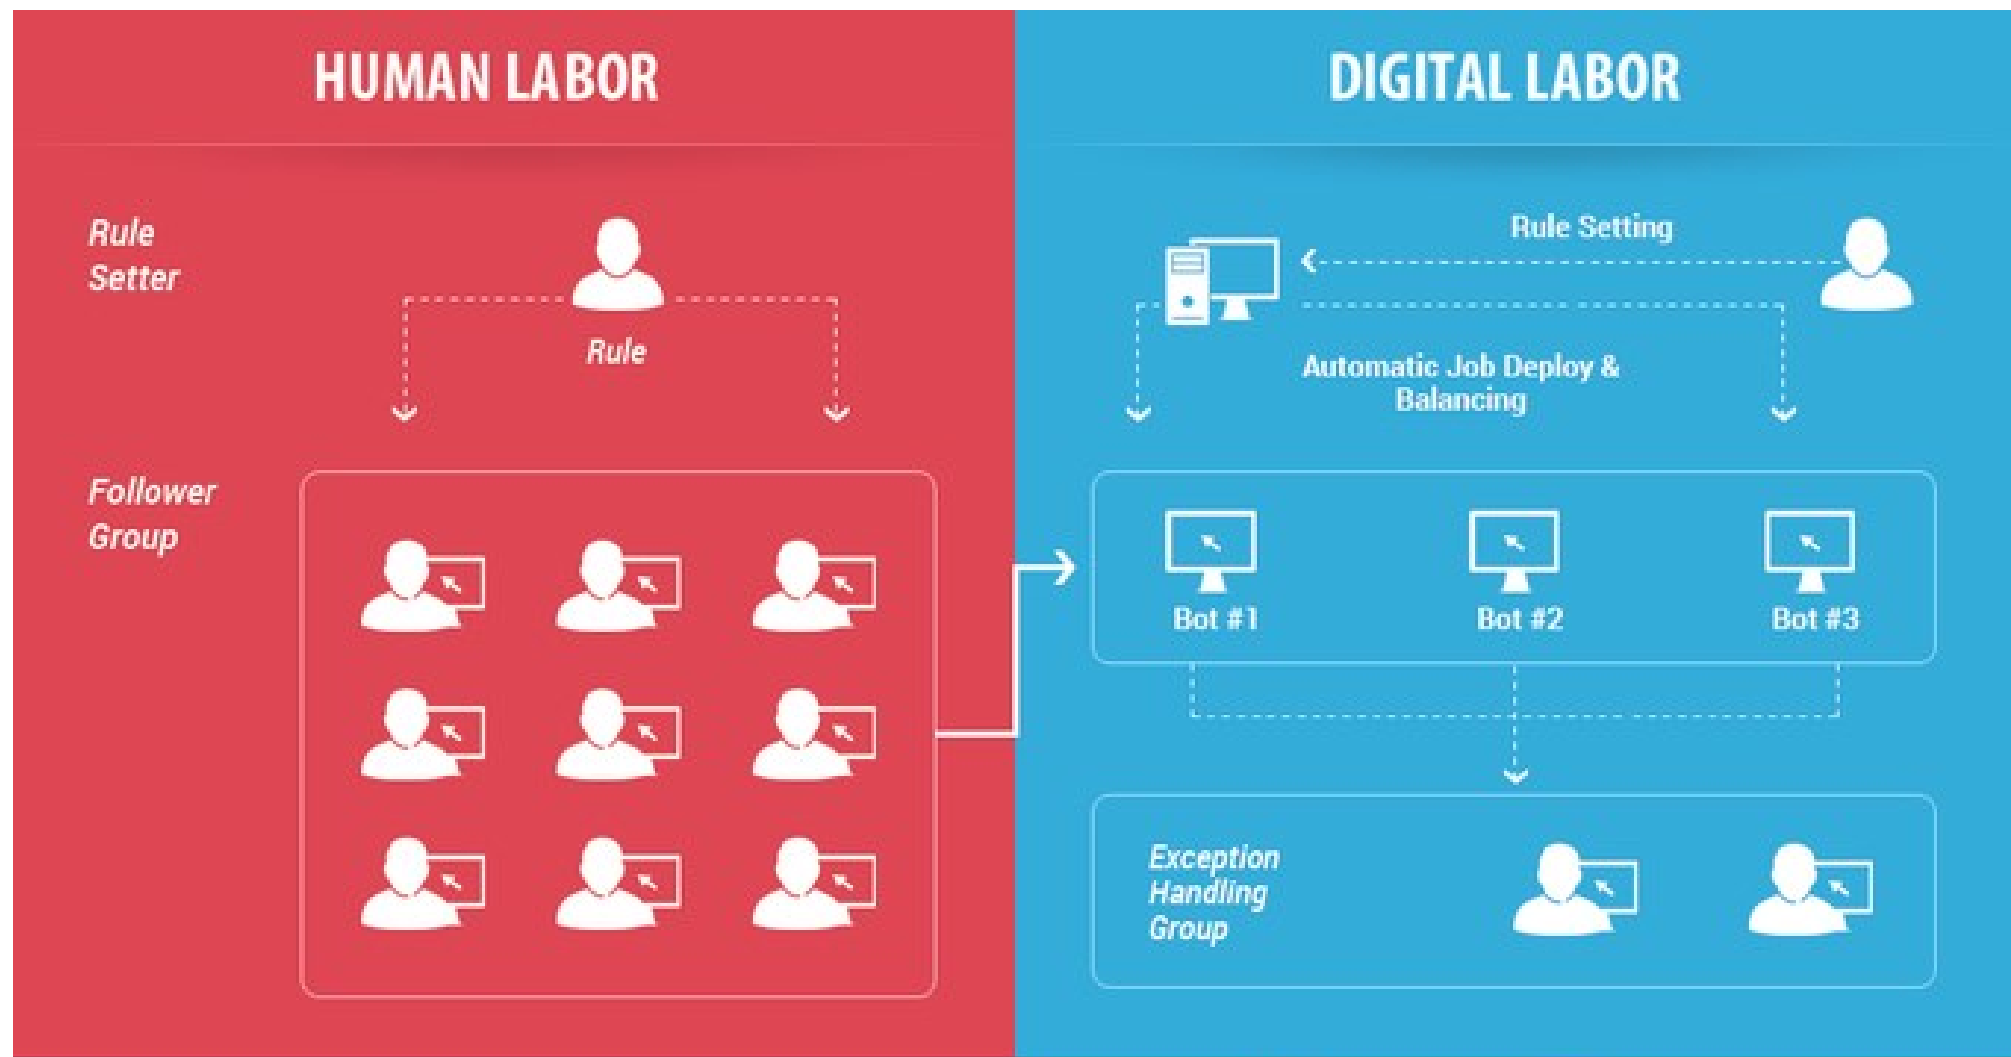 HUMAN LABOR
Rule
Setter
Rule
Follower
Group
DIGITAL LABOR
Rule Setting
Automatic Job Deploy &
Balancing
Bot #1
Bot #2
Bot #3
Exception
Handling
Group